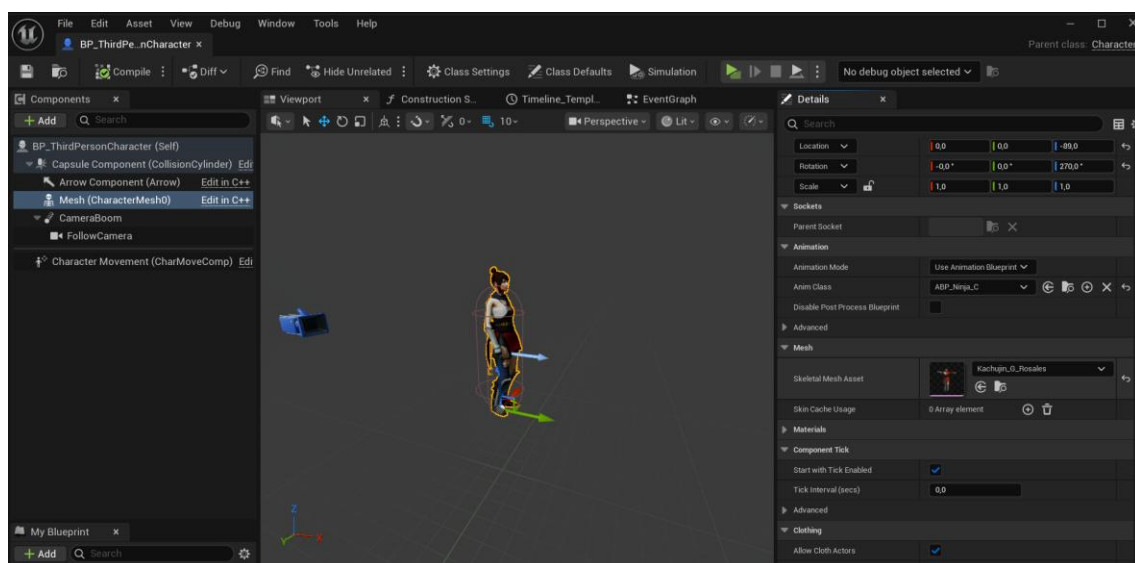 File Edit Asset View Debug Window Tools Help
BP_ThirdPe...nCharacter ×
Parent class: Character
Compile Diff Find Hide Unrelated Class Settings Class Defaults Simulation No debug object selected
Components ×
+ Add Search
BP_ThirdPersonCharacter (Self)
Capsule Component (CollisionCylinder) Edi
Arrow Component (Arrow) Edit in C++
Mesh (CharacterMesh0) Edit in C++
CameraBoom
FollowCamera
Character Movement (CharMoveComp) Edi
My Blueprint ×
+ Add Search
Viewport × Construction S... Timeline_Templ... EventGraph
0 10 Perspective Lit
Z
Y X
Details ×
Search
Location 0,0 0,0 -89,0
Rotation -0,0° 0,0° 270,0°
Scale 1,0 1,0 1,0
Sockets
Parent Socket
Animation
Animation Mode Use Animation Blueprint
Anim Class ABP_Ninja_C
Disable Post Process Blueprint
Advanced
Mesh
Skeletal Mesh Asset Kachujin_G_Rosales
Skin Cache Usage 0 Array element
Materials
Component Tick
Start with Tick Enabled
Tick Interval (secs) 0,0
Advanced
Clothing
Allow Cloth Actors